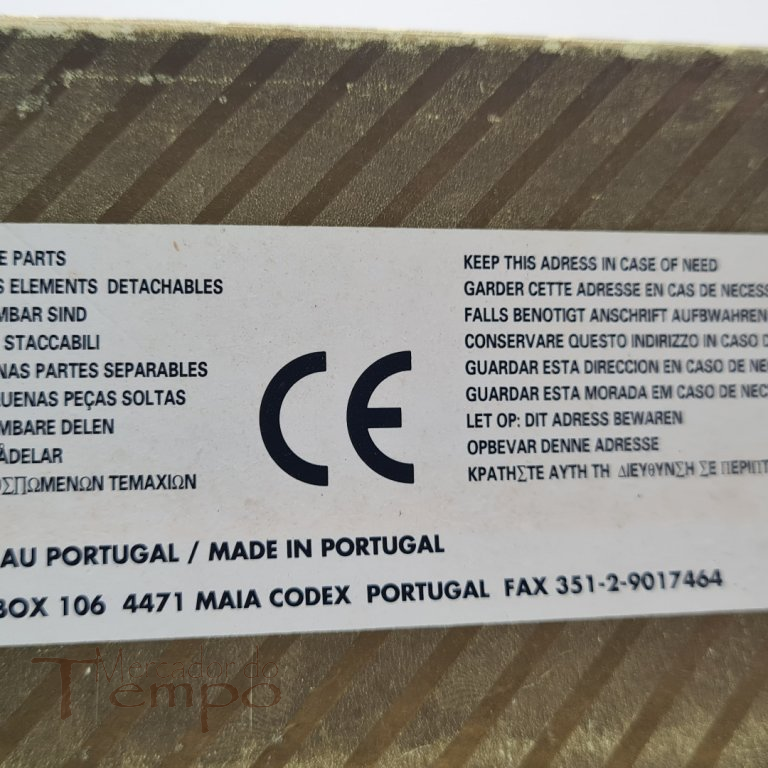 E PARTS
S ELEMENTS DETACHABLES
MBAR SIND
STACCABILI
NAS PARTES SEPARABLES
UENAS PEÇAS SOLTAS
MBARE DELEN
ÅDELAR
ΟΣΠΩΜΕΝΩΝ ΤΕΜΑΧΙΩΝ
CE
KEEP THIS ADRESS IN CASE OF NEED
GARDER CETTE ADRESSE EN CAS DE NECESS
FALLS BENOTIGT ANSCHRIFT AUFBWAHREN
CONSERVARE QUESTO INDIRIZZO IN CASO D
GUARDAR ESTA DIRECCION EN CASO DE NE
GUARDAR ESTA MORADA EM CASO DE NEC
LET OP: DIT ADRESS BEWAREN
OPBEVAR DENNE ADRESSE
ΚΡΑΤΗΣΤΕ ΑΥΤΗ ΤΗ ΔΙΕΥΘΥΝΣΗ ΣΕ ΠΕΡΙΠΤ
AU PORTUGAL / MADE IN PORTUGAL
BOX 106 4471 MAIA CODEX PORTUGAL FAX 351-2-9017464
Tempo